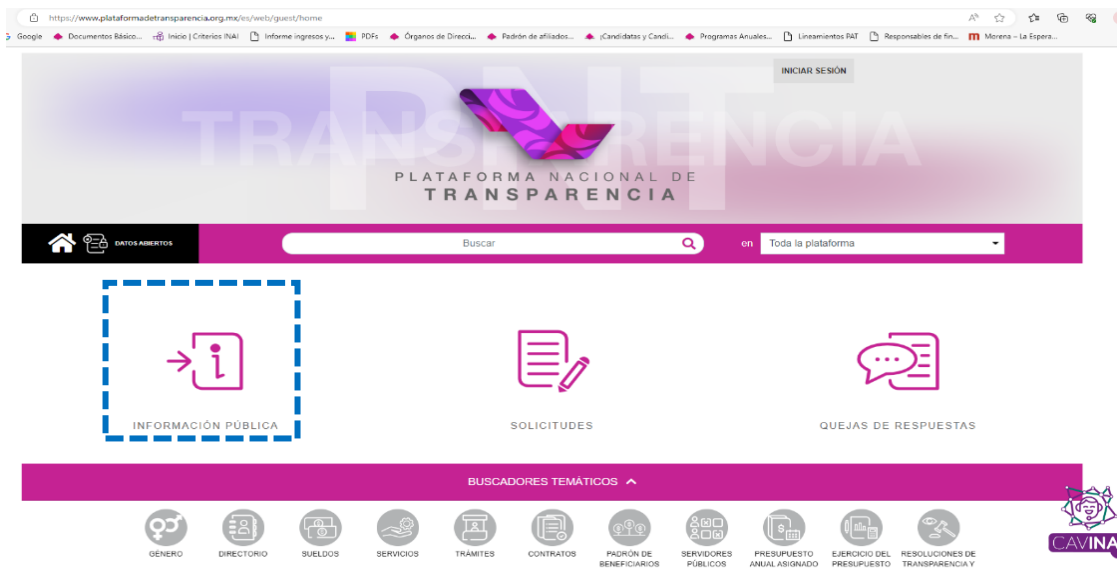 https://www.plataformadetransparencia.org.mx/es/web/guest/home
Google Documentos Básico... Inicio | Criterios INAI Informe ingresos y... PDFs Órganos de Direcci... Padrón de afiliados... ¡Candidatas y Candi... Programas Anuales... Lineamientos PAT Responsables de fin... Morena – La Espera...
PNT
TRANSPARENCIA
INICIAR SESIÓN
PLATAFORMA NACIONAL DE
TRANSPARENCIA
DATOS ABIERTOS Buscar en Toda la plataforma
INFORMACIÓN PÚBLICA SOLICITUDES QUEJAS DE RESPUESTAS
BUSCADORES TEMÁTICOS
GÉNERO DIRECTORIO SUELDOS SERVICIOS TRÁMITES CONTRATOS PADRÓN DE SERVIDORES PRESUPUESTO EJERCICIO DEL RESOLUCIONES DE
BENEFICIARIOS PÚBLICOS ANUAL ASIGNADO PRESUPUESTO TRANSPARENCIA Y
CAVINA